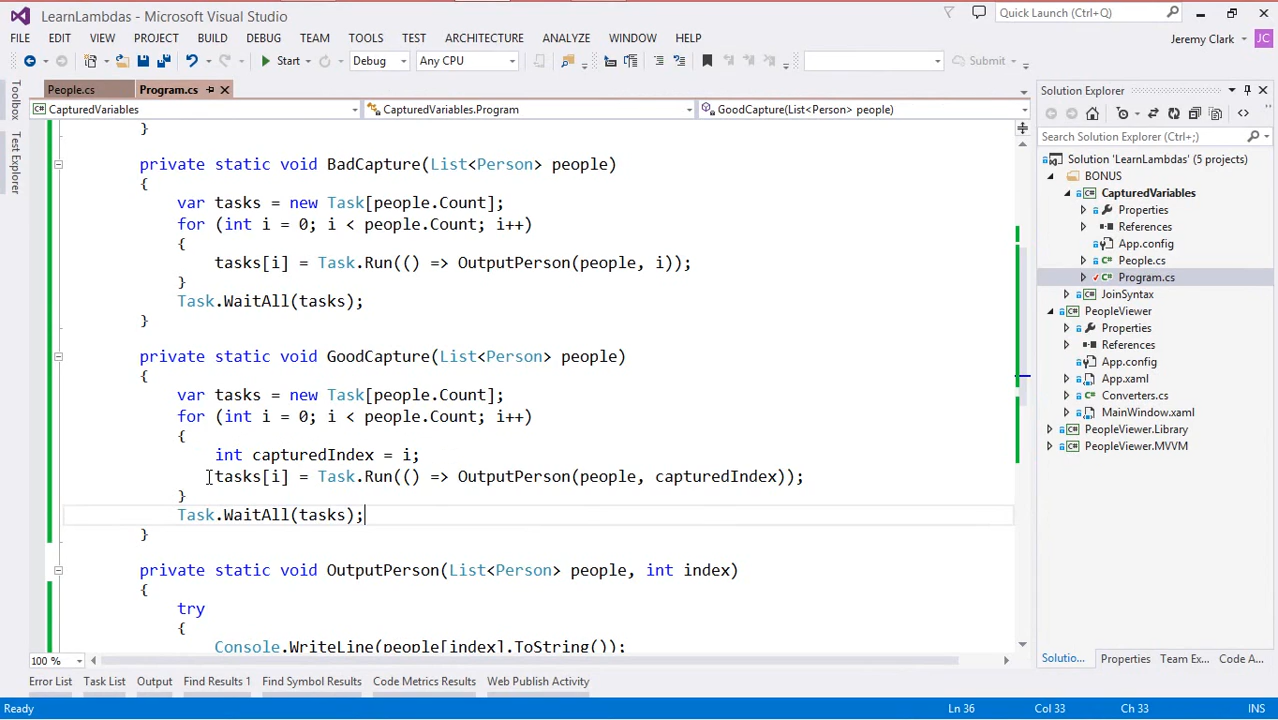 LearnLambdas - Microsoft Visual Studio
Quick Launch (Ctrl+Q)
FILE EDIT VIEW PROJECT BUILD DEBUG TEAM TOOLS TEST ARCHITECTURE ANALYZE WINDOW HELP
Jeremy Clark JC
Start Debug Any CPU Submit
Toolbox
Test Explorer
People.cs Program.cs
CapturedVariables CapturedVariables.Program GoodCapture(List<Person> people)
}
private static void BadCapture(List<Person> people)
{
var tasks = new Task[people.Count];
for (int i = 0; i < people.Count; i++)
{
tasks[i] = Task.Run(() => OutputPerson(people, i));
}
Task.WaitAll(tasks);
}
private static void GoodCapture(List<Person> people)
{
var tasks = new Task[people.Count];
for (int i = 0; i < people.Count; i++)
{
int capturedIndex = i;
tasks[i] = Task.Run(() => OutputPerson(people, capturedIndex));
}
Task.WaitAll(tasks);
}
private static void OutputPerson(List<Person> people, int index)
{
try
{
Console.WriteLine(people[index].ToString());
100 %
Solution Explorer
Search Solution Explorer (Ctrl+;)
Solution 'LearnLambdas' (5 projects)
BONUS
CapturedVariables
Properties
References
App.config
People.cs
Program.cs
JoinSyntax
PeopleViewer
Properties
References
App.config
App.xaml
Converters.cs
MainWindow.xaml
PeopleViewer.Library
PeopleViewer.MVVM
Solutio... Properties Team Ex... Code A...
Error List Task List Output Find Results 1 Find Symbol Results Code Metrics Results Web Publish Activity
Ready Ln 36 Col 33 Ch 33 INS